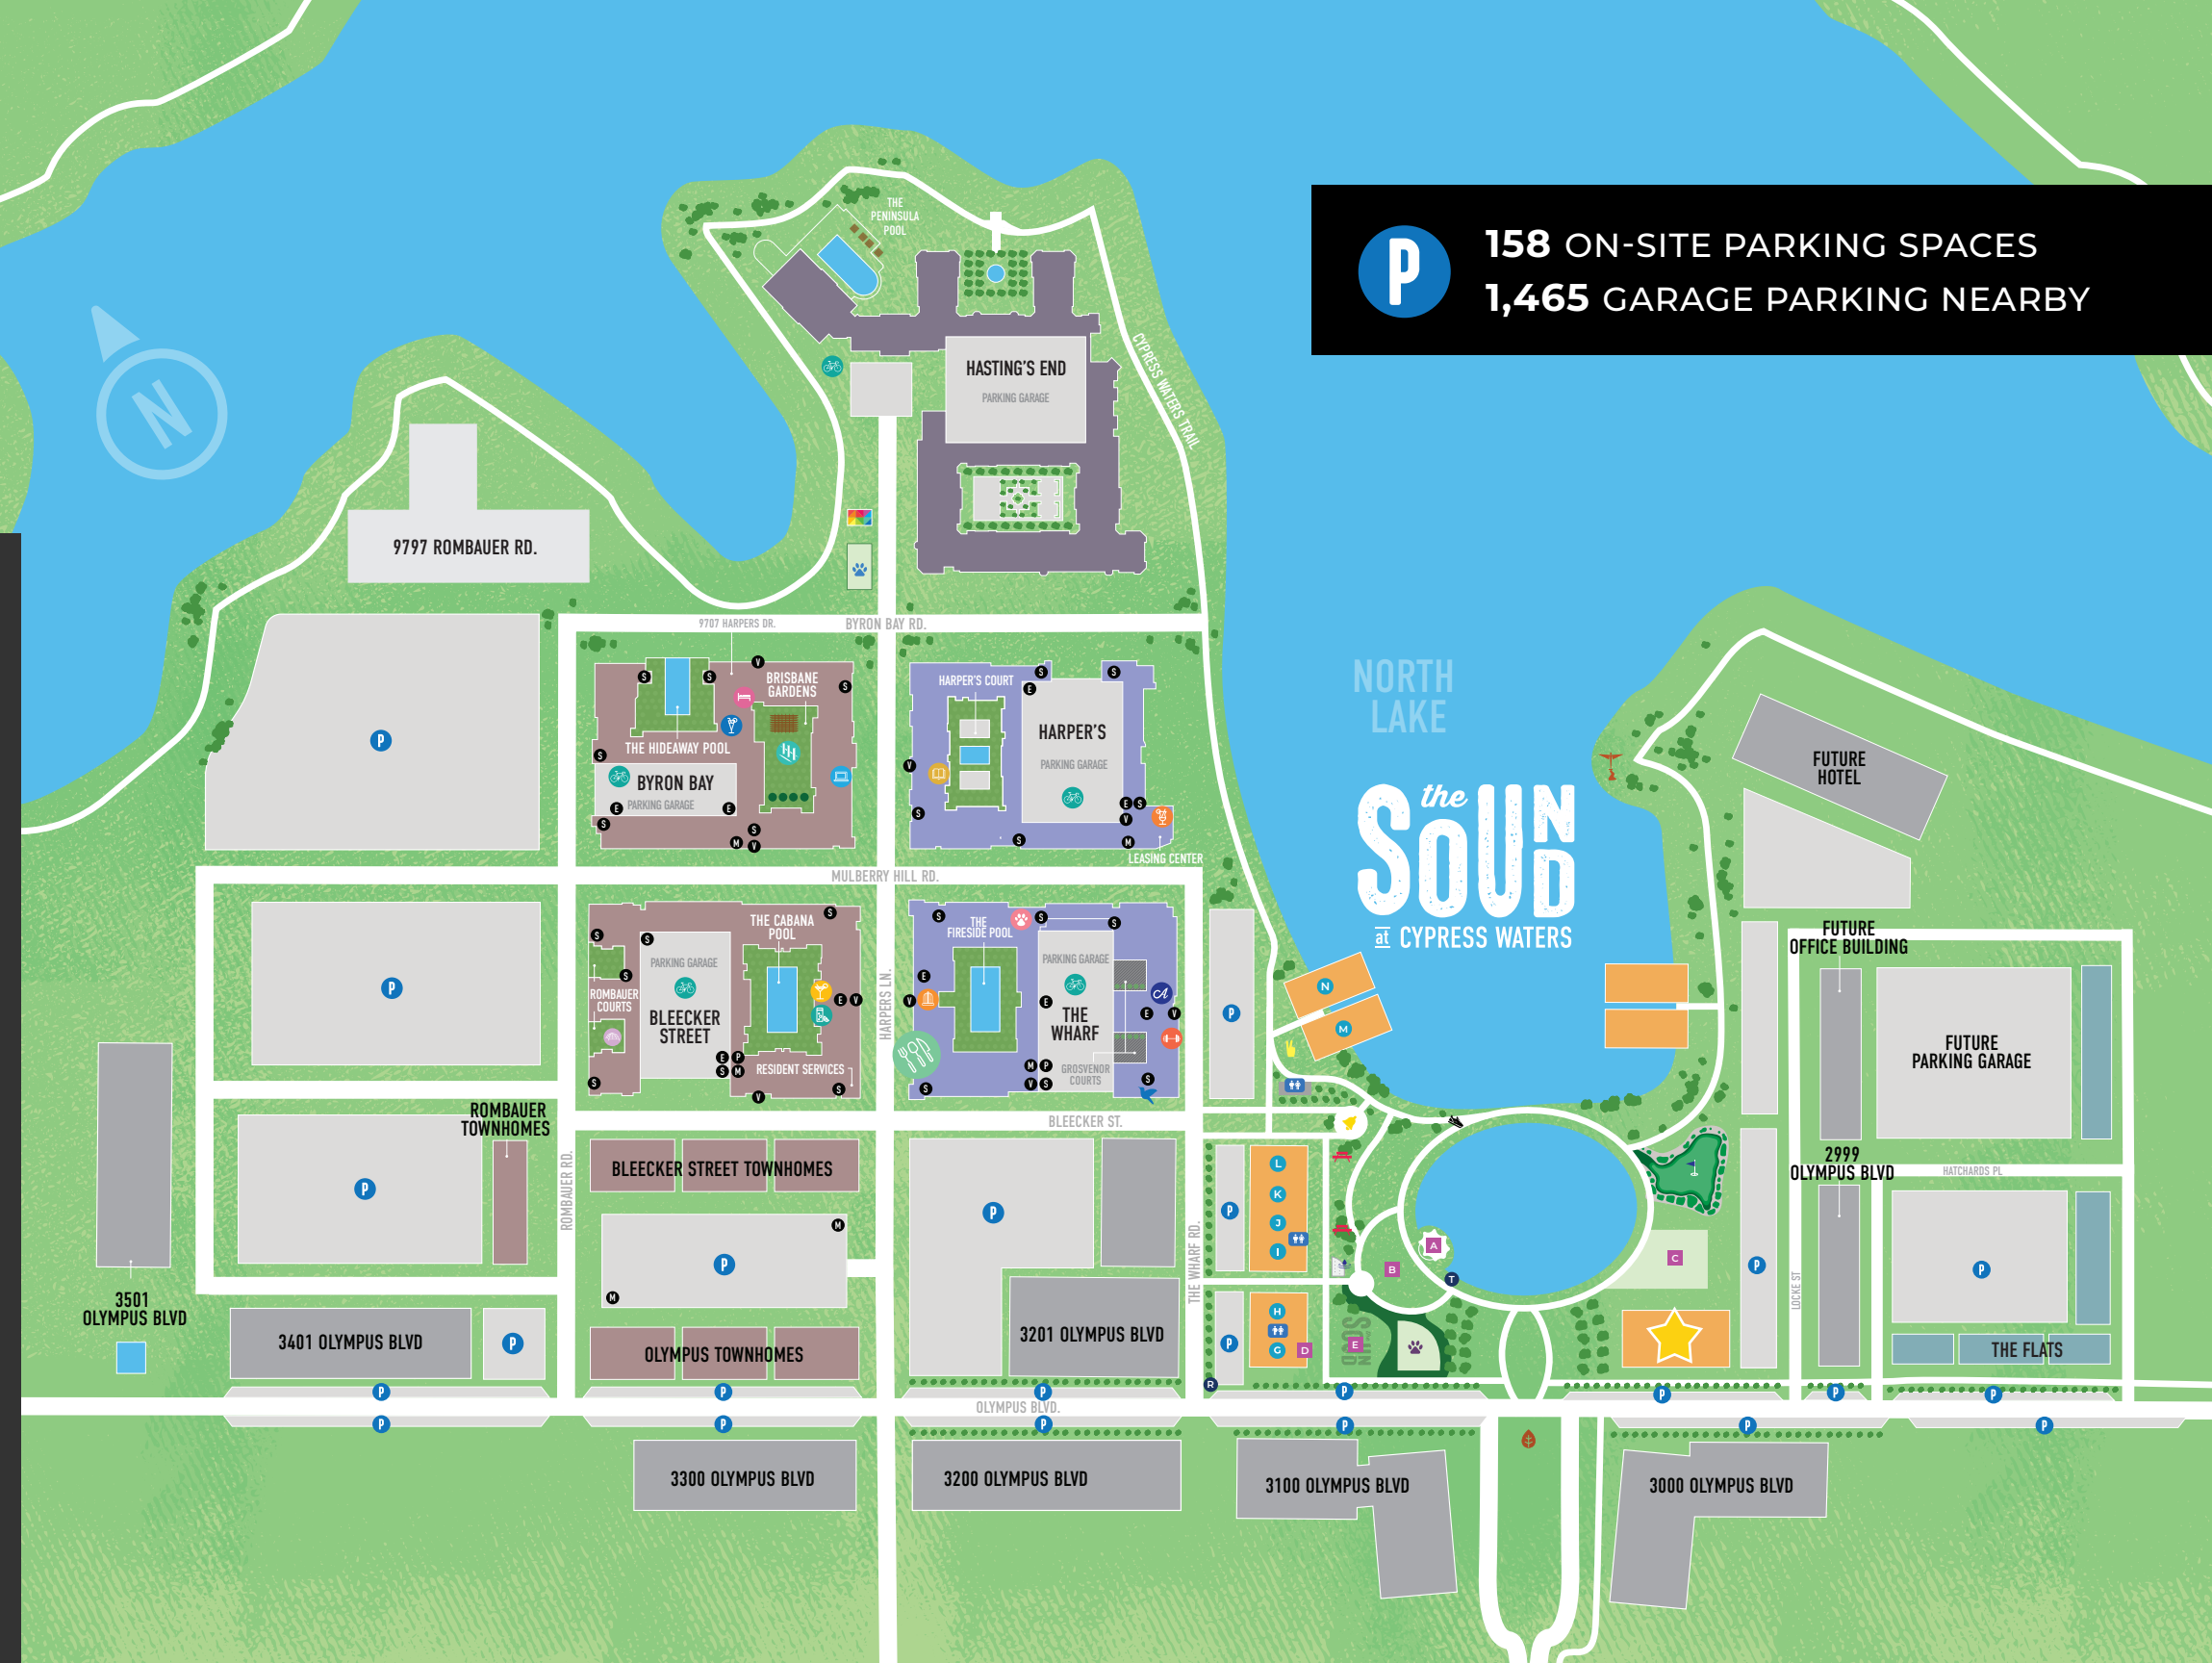 THE
PENINSULA
POOL
P
158 ON-SITE PARKING SPACES
1,465 GARAGE PARKING NEARBY
N
HASTING'S END
PARKING GARAGE
CYPRESS WATERS TRAIL
9797 ROMBAUER RD.
9707 HARPERS DR.
BYRON BAY RD.
BRISBANE
GARDENS
THE HIDEAWAY POOL
BYRON BAY
PARKING GARAGE
HARPER'S COURT
HARPER'S
PARKING GARAGE
LEASING CENTER
NORTH
LAKE
the
SOUND
at CYPRESS WATERS
FUTURE
HOTEL
MULBERRY HILL RD.
THE CABANA
POOL
PARKING GARAGE
ROMBAUER
COURTS
BLEECKER
STREET
RESIDENT SERVICES
HARPERS LN.
THE
FIRESIDE POOL
PARKING GARAGE
THE
WHARF
GROSVENOR
COURTS
FUTURE
OFFICE BUILDING
FUTURE
PARKING GARAGE
N
M
BLEECKER ST.
ROMBAUER
TOWNHOMES
BLEECKER STREET TOWNHOMES
ROMBAUER RD.
THE WHARF RD.
2999
OLYMPUS BLVD
HATCHARDS PL
L
K
J
I
A
B
C
T
LOCKE ST
3501
OLYMPUS BLVD
3401 OLYMPUS BLVD
OLYMPUS TOWNHOMES
3201 OLYMPUS BLVD
H
G
D
E
SOUND
R
THE FLATS
OLYMPUS BLVD.
3300 OLYMPUS BLVD
3200 OLYMPUS BLVD
3100 OLYMPUS BLVD
3000 OLYMPUS BLVD